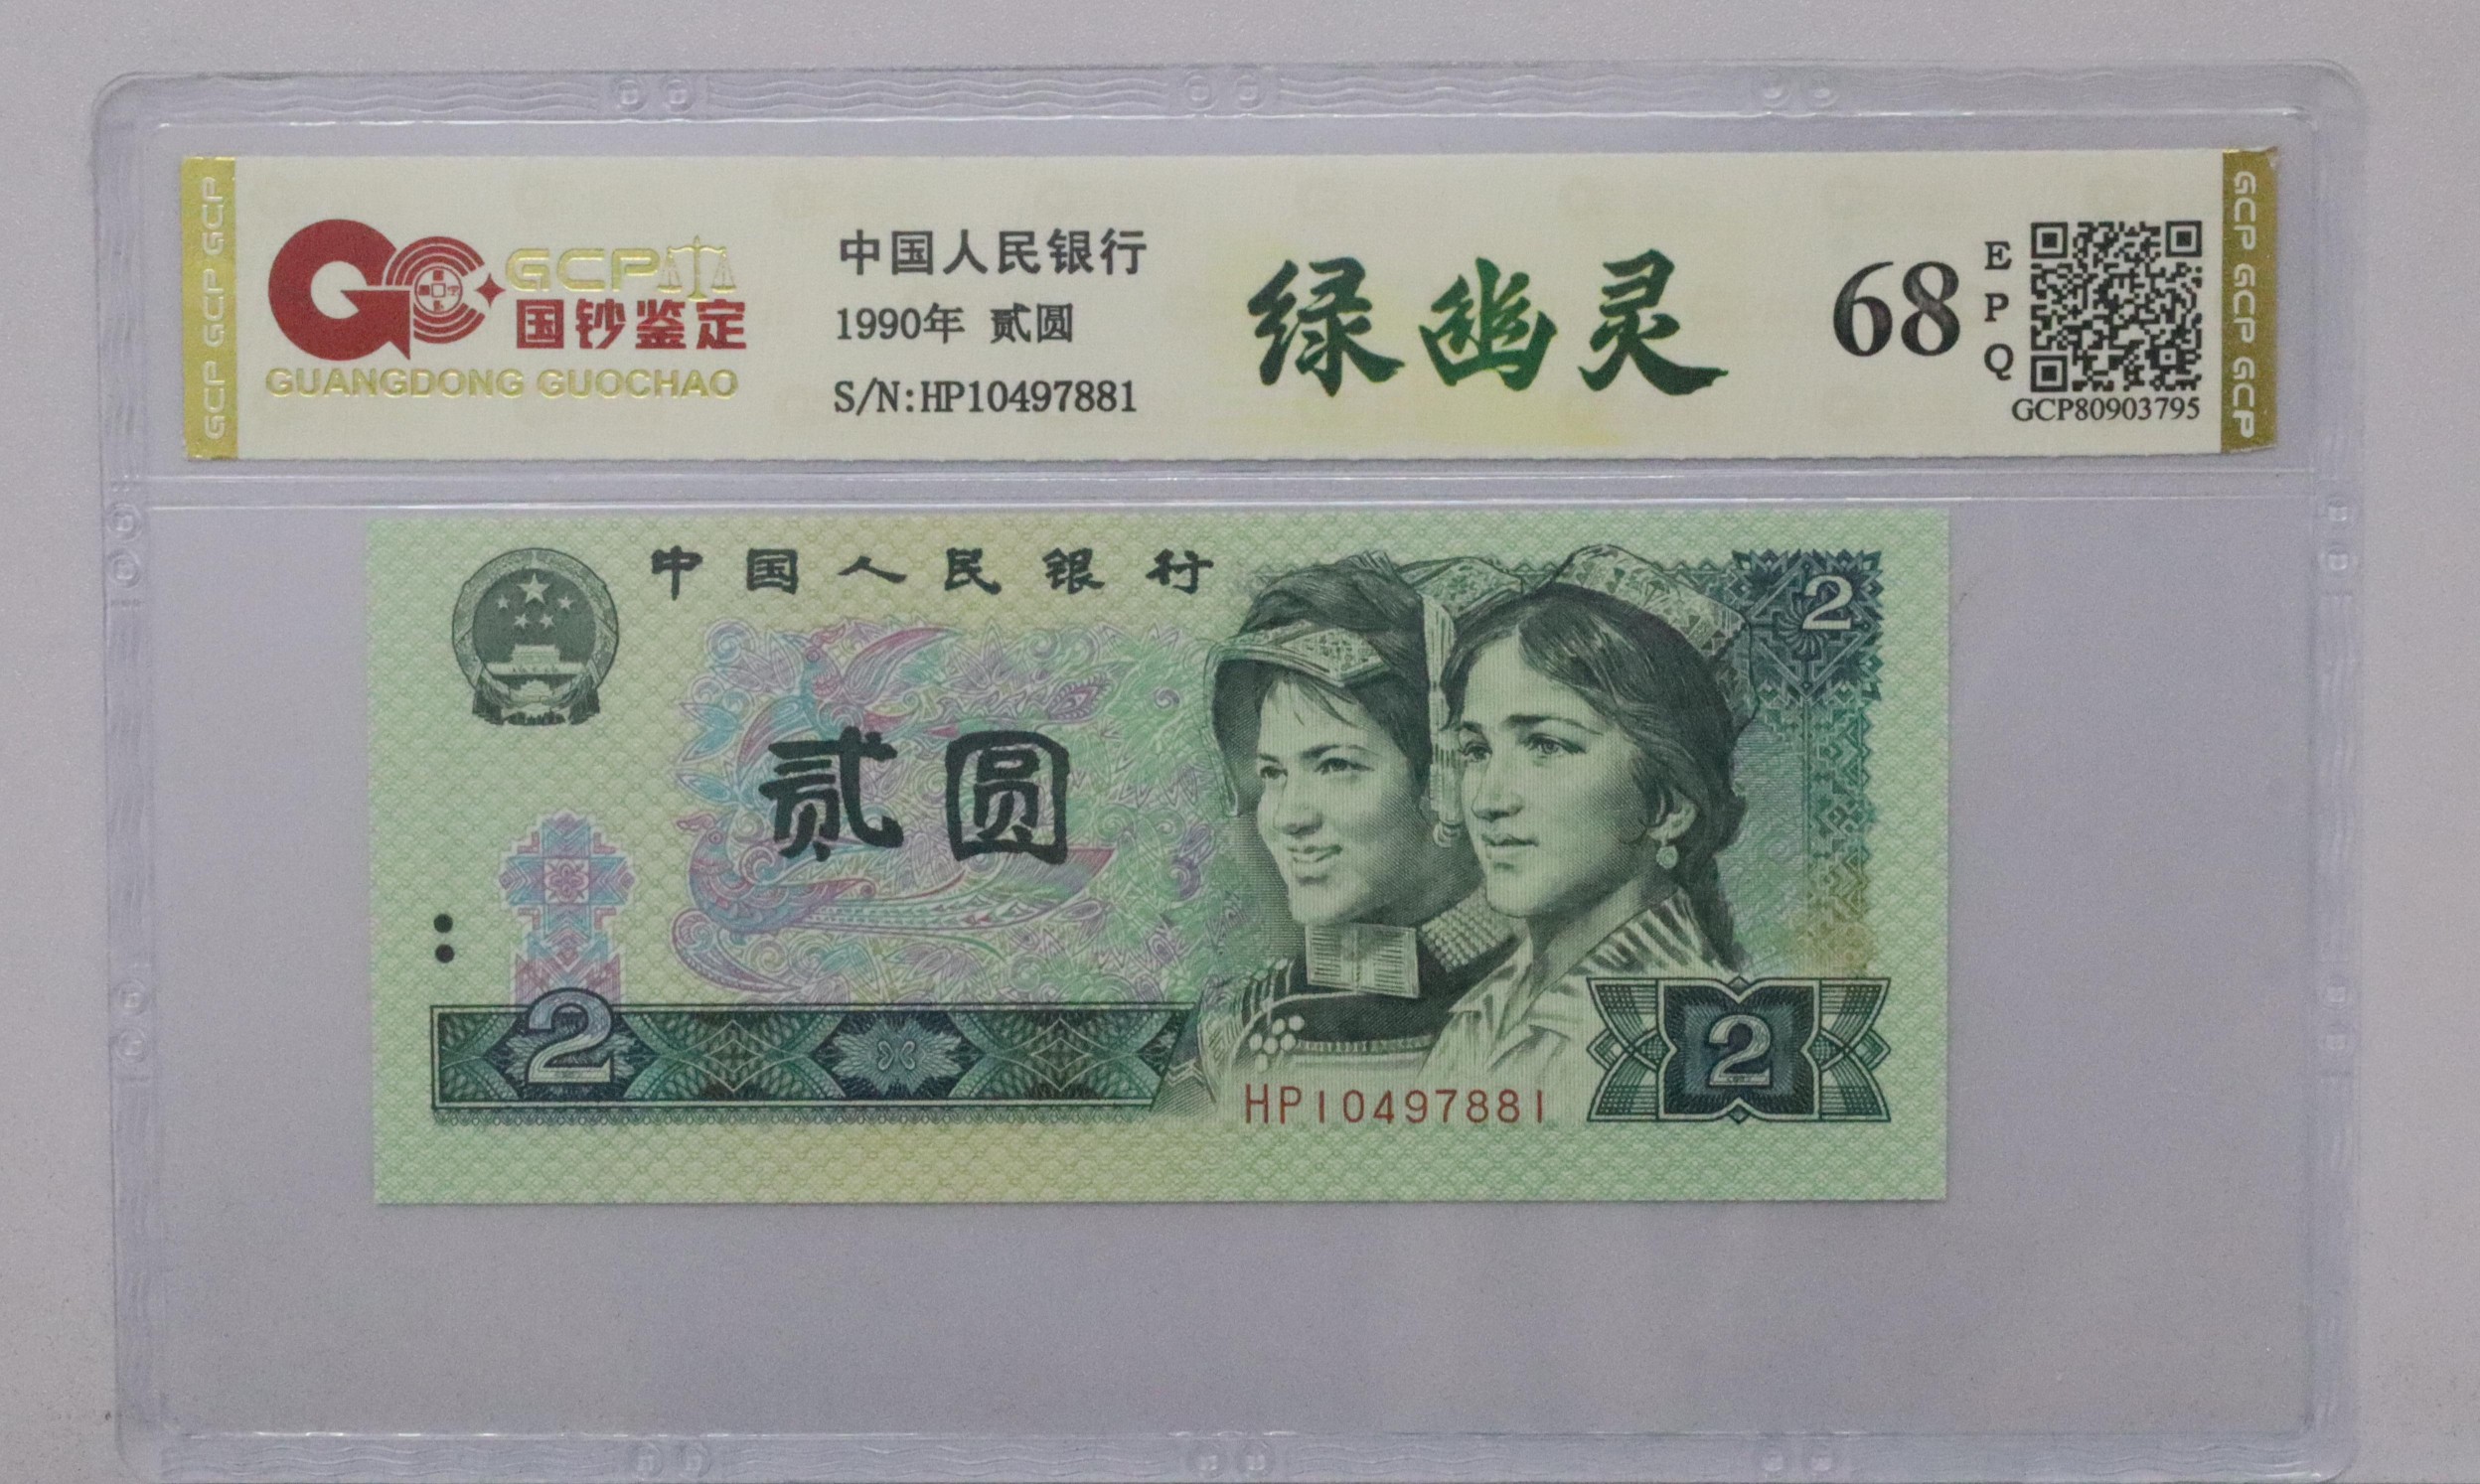 GCP GCP GCP
GCP
国钞鉴定
GUANGDONG GUOCHAO
中国人民银行
1990年 贰圆
S/N:HP10497881
绿幽灵
68
EPQ
GCP80903795
GCP GCP GCP
中国人民银行
2
贰圆
2
HP10497881
2